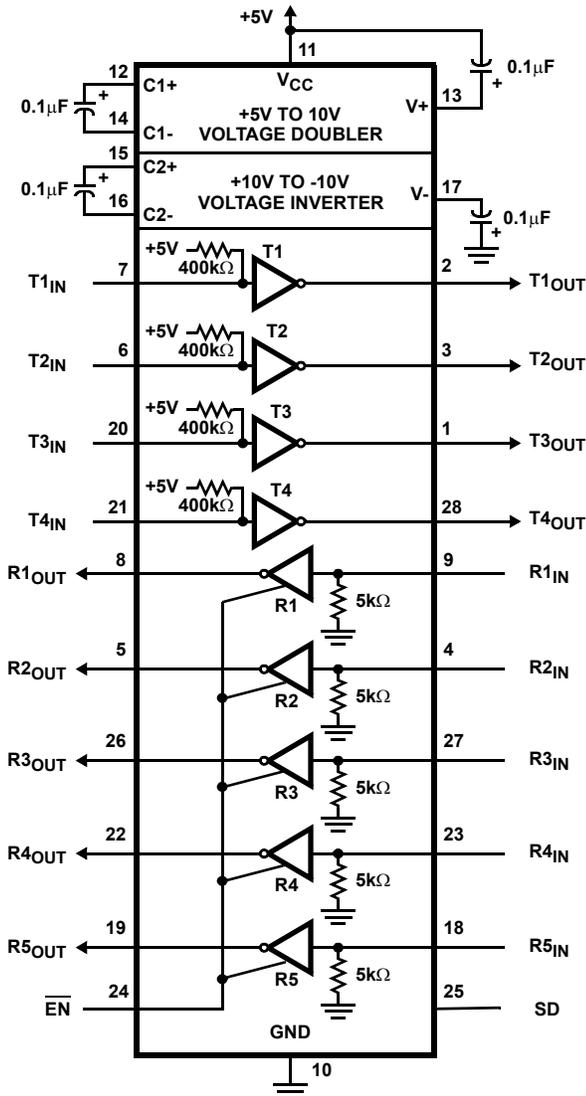 +5V
11
12
C1+
VCC
0.1μF
+
+5V TO 10V
VOLTAGE DOUBLER
V+
13
+
0.1μF
14
C1-
15
C2+
0.1μF
+
+10V TO -10V
VOLTAGE INVERTER
V-
17
16
C2-
+
0.1μF
+5V
400kΩ
T1
T1IN
7
2
T1OUT
+5V
400kΩ
T2
T2IN
6
3
T2OUT
+5V
400kΩ
T3
T3IN
20
1
T3OUT
+5V
400kΩ
T4
T4IN
21
28
T4OUT
R1OUT
8
9
R1IN
R1
5kΩ
R2OUT
5
4
R2IN
R2
5kΩ
R3OUT
26
27
R3IN
R3
5kΩ
R4OUT
22
23
R4IN
R4
5kΩ
R5OUT
19
18
R5IN
R5
5kΩ
E̅N̅
24
25
SD
GND
10